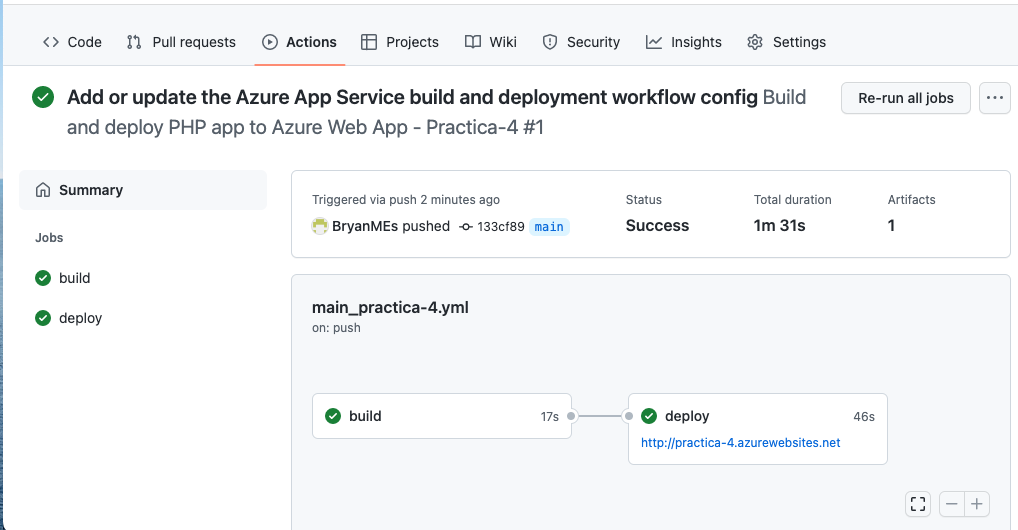 Code Pull requests Actions Projects Wiki Security Insights Settings
Add or update the Azure App Service build and deployment workflow config Build
and deploy PHP app to Azure Web App - Practica-4 #1
Re-run all jobs
Summary
Jobs
build
deploy
Triggered via push 2 minutes ago
BryanMEs pushed 133cf89 main
Status
Success
Total duration
1m 31s
Artifacts
1
main_practica-4.yml
on: push
build 17s
deploy 46s
http://practica-4.azurewebsites.net